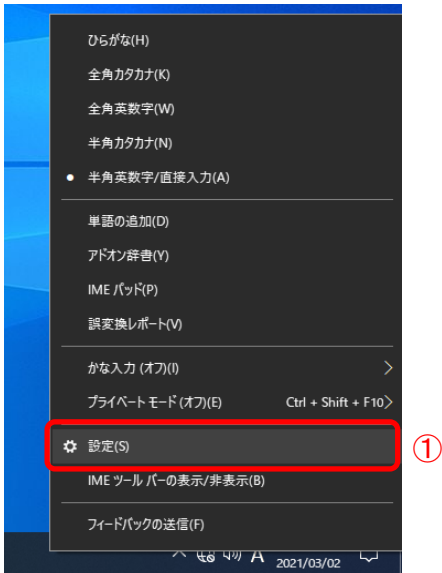 ひらがな(H)
全角カタカナ(K)
全角英数字(W)
半角カタカナ(N)
● 半角英数字/直接入力(A)
単語の追加(D)
アドオン辞書(Y)
IME パッド(P)
誤変換レポート(V)
かな入力 (オフ)(I)
プライベート モード (オフ)(E) Ctrl + Shift + F10
設定(S) ①
IME ツール バーの表示/非表示(B)
フィードバックの送信(F)
A
2021/03/02